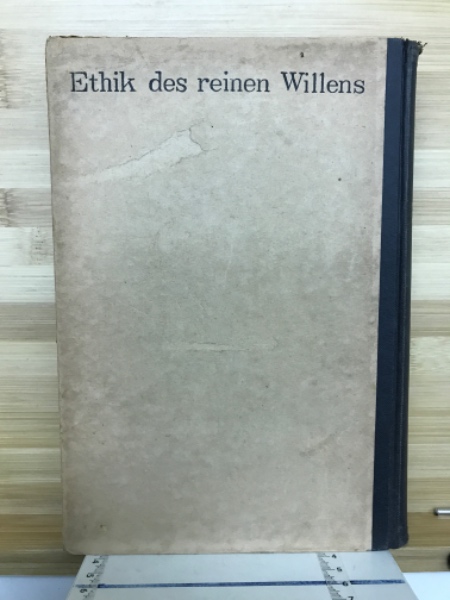 Ethik des reinen Willens